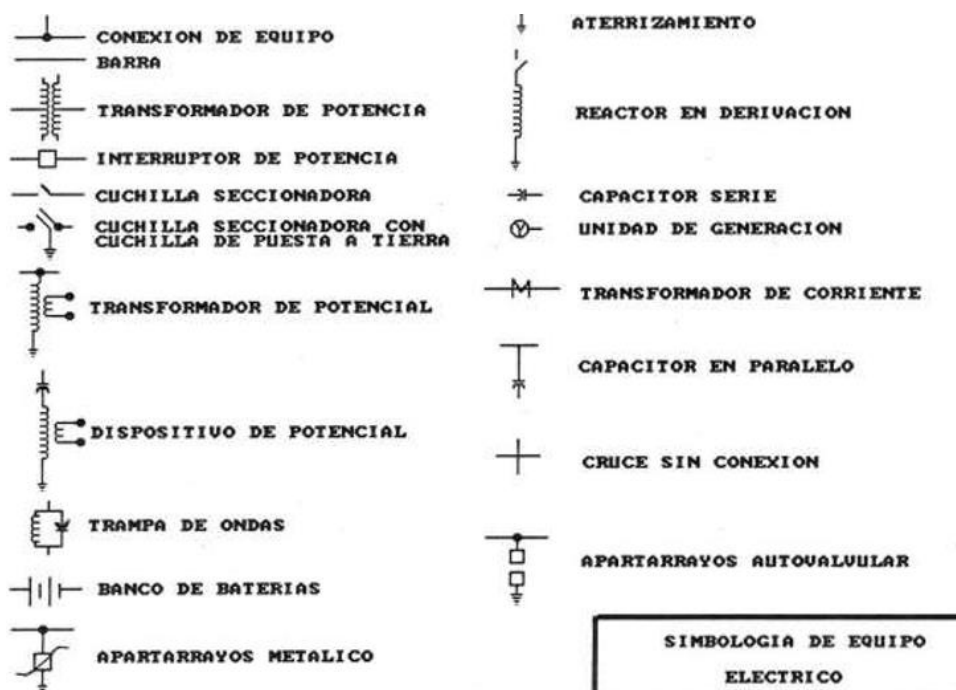 CONEXION DE EQUIPO
BARRA
TRANSFORMADOR DE POTENCIA
INTERRUPTOR DE POTENCIA
CUCHILLA SECCIONADORA
CUCHILLA SECCIONADORA CON
CUCHILLA DE PUESTA A TIERRA
TRANSFORMADOR DE POTENCIAL
DISPOSITIVO DE POTENCIAL
TRAMPA DE ONDAS
BANCO DE BATERIAS
APARTARRAYOS METALICO
ATERRIZAMIENTO
REACTOR EN DERIVACION
CAPACITOR SERIE
Y
UNIDAD DE GENERACION
TRANSFORMADOR DE CORRIENTE
CAPACITOR EN PARALELO
CRUCE SIN CONEXION
APARTARRAYOS AUTOVALVULAR
SIMBOLOGIA DE EQUIPO
ELECTRICO